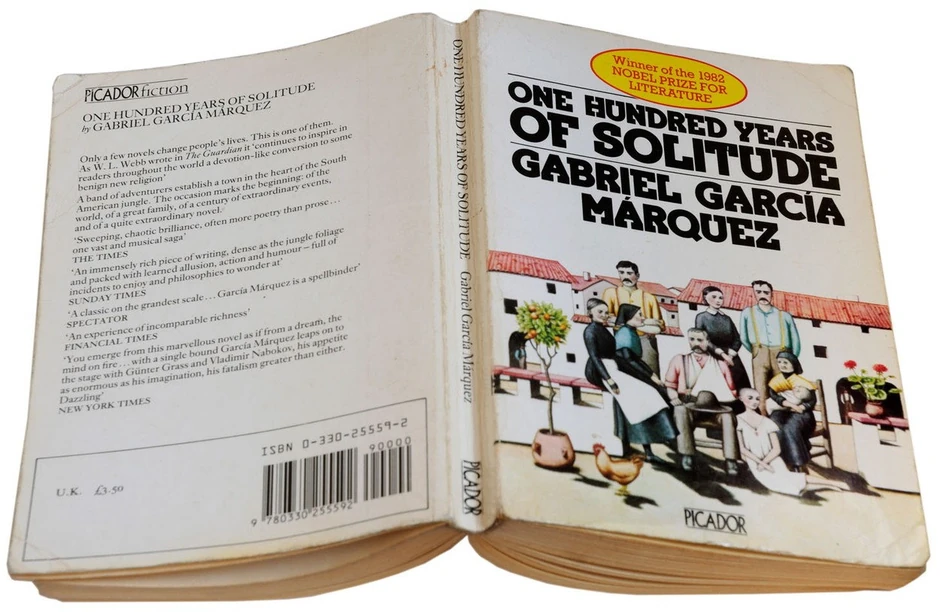 PICADOR fiction
ONE HUNDRED YEARS OF SOLITUDE
by GABRIEL GARCÍA MÁRQUEZ
Only a few novels change people's lives. This is one of them.
As W. L. Webb wrote in The Guardian it 'continues to inspire in
readers throughout the world a devotion-like conversion to some
benign new religion'
A band of adventurers establish a town in the heart of the South
American jungle. The occasion marks the beginning: of the
world, of a great family, of a century of extraordinary events,
and of a quite extraordinary novel.
'Sweeping, chaotic brilliance, often more poetry than prose...
one vast and musical saga'
THE TIMES
'An immensely rich piece of writing, dense as the jungle foliage
and packed with learned allusion, action and humour – full of
incidents to enjoy and philosophies to wonder at'
SUNDAY TIMES
'A classic on the grandest scale... García Márquez is a spellbinder'
SPECTATOR
'An experience of incomparable richness'
FINANCIAL TIMES
'You emerge from this marvellous novel as if from a dream, the
mind on fire... with a single bound García Márquez leaps on to
the stage with Günter Grass and Vladimir Nabokov, his appetite
as enormous as his imagination, his fatalism greater than either.
Dazzling'
NEW YORK TIMES
U.K. £3.50
ISBN 0-330-25559-2
90000
9 780330 255592
ONE HUNDRED YEARS OF SOLITUDE Gabriel García Márquez PICADOR
Winner of the 1982
NOBEL PRIZE FOR
LITERATURE
ONE HUNDRED YEARS
OF SOLITUDE
GABRIEL GARCÍA
MÁRQUEZ
PICADOR